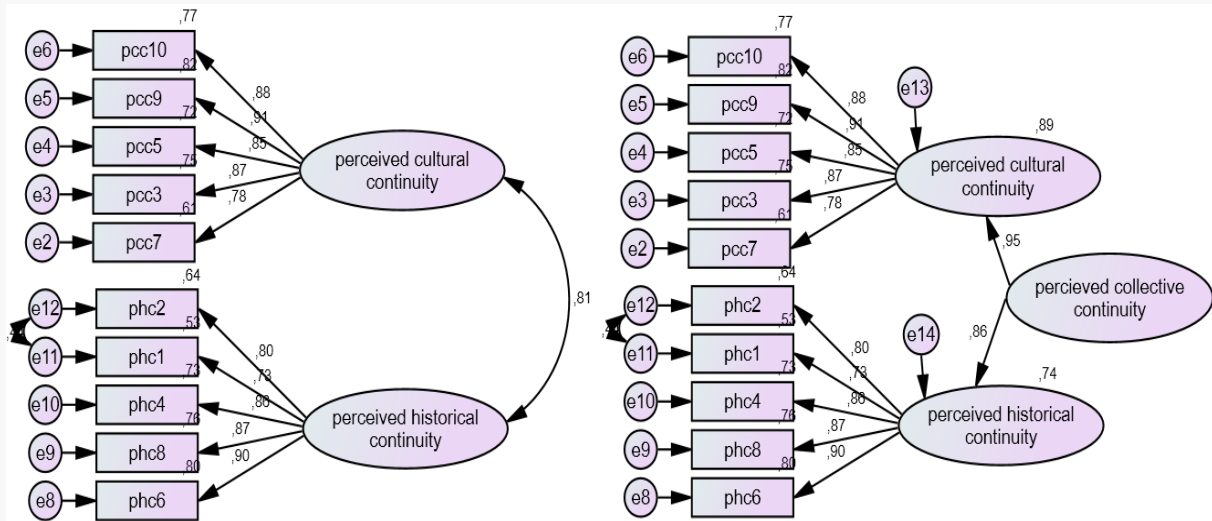 ,77
e6 pcc10
,82
e5 pcc9
,72
e4 pcc5
,75
e3 pcc3
,61
e2 pcc7
,88
,91
,85
,87
,78
perceived cultural
continuity
,81
,64
e12 phc2
,53
e11 phc1
,73
e10 phc4
,76
e9 phc8
,80
e8 phc6
,80
,73
,86
,87
,90
perceived historical
continuity
,77
e6 pcc10
,82
e5 pcc9
,72
e4 pcc5
,75
e3 pcc3
,61
e2 pcc7
,88
,91
,85
,87
,78
e13
,89
perceived cultural
continuity
,95
percieved collective
continuity
,86
,64
e12 phc2
,53
e11 phc1
,73
e10 phc4
,76
e9 phc8
,80
e8 phc6
,80
,73
,86
,87
,90
e14
,74
perceived historical
continuity